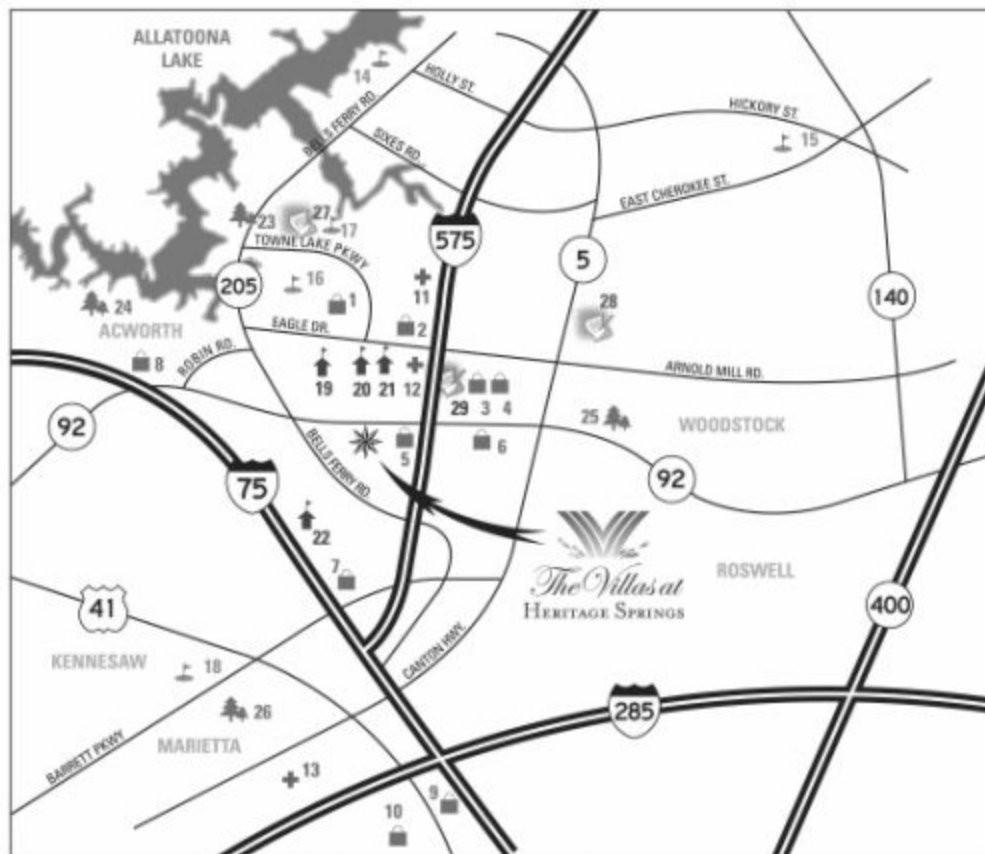 ALLATOONA
LAKE
14
HOLLY ST.
BELLS FERRY RD.
SIXES RD.
HICKORY ST.
15
EAST CHEROKEE ST.
23
27
17
TOWNE LAKE PKWY
575
5
205
16
1
11
2
28
140
24
ACWORTH
8
ROBIN RD.
EAGLE DR.
ARNOLD MILL RD.
19
20
21
12
29
3
4
25
WOODSTOCK
92
5
6
BELLS FERRY RD.
92
75
22
7
The Villas at
HERITAGE SPRINGS
ROSWELL
41
400
KENNESAW
18
CANTON HWY.
26
285
MARIETTA
BARRETT PKWY
13
9
10